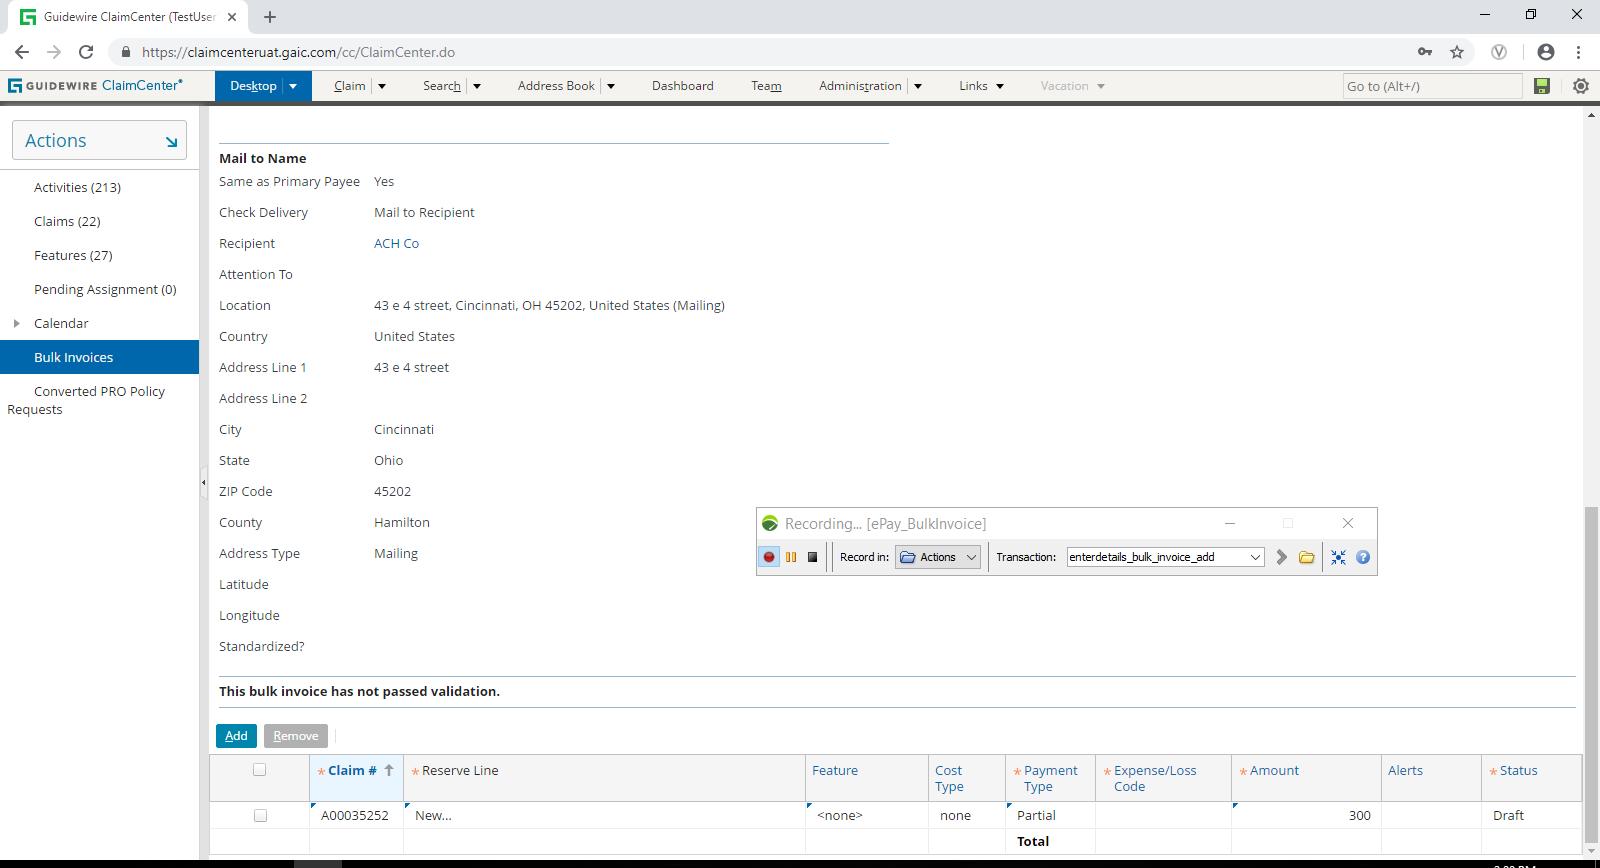 Guidewire ClaimCenter (TestUser
https://claimcenteruat.gaic.com/cc/ClaimCenter.do
GUIDEWIRE ClaimCenter®
Desktop
Claim
Search
Address Book
Dashboard
Team
Administration
Links
Vacation
Go to (Alt+/)
Actions
Activities (213)
Claims (22)
Features (27)
Pending Assignment (0)
Calendar
Bulk Invoices
Converted PRO Policy
Requests
Mail to Name
Same as Primary Payee Yes
Check Delivery Mail to Recipient
Recipient ACH Co
Attention To
Location 43 e 4 street, Cincinnati, OH 45202, United States (Mailing)
Country United States
Address Line 1 43 e 4 street
Address Line 2
City Cincinnati
State Ohio
ZIP Code 45202
County Hamilton
Address Type Mailing
Latitude
Longitude
Standardized?
Recording... [ePay_BulkInvoice]
Record in: Actions Transaction: enterdetails_bulk_invoice_add
This bulk invoice has not passed validation.
Add Remove
* Claim # * Reserve Line Feature Cost Type * Payment Type * Expense/Loss Code * Amount Alerts * Status
A00035252 New... <none> none Partial 300 Draft
Total